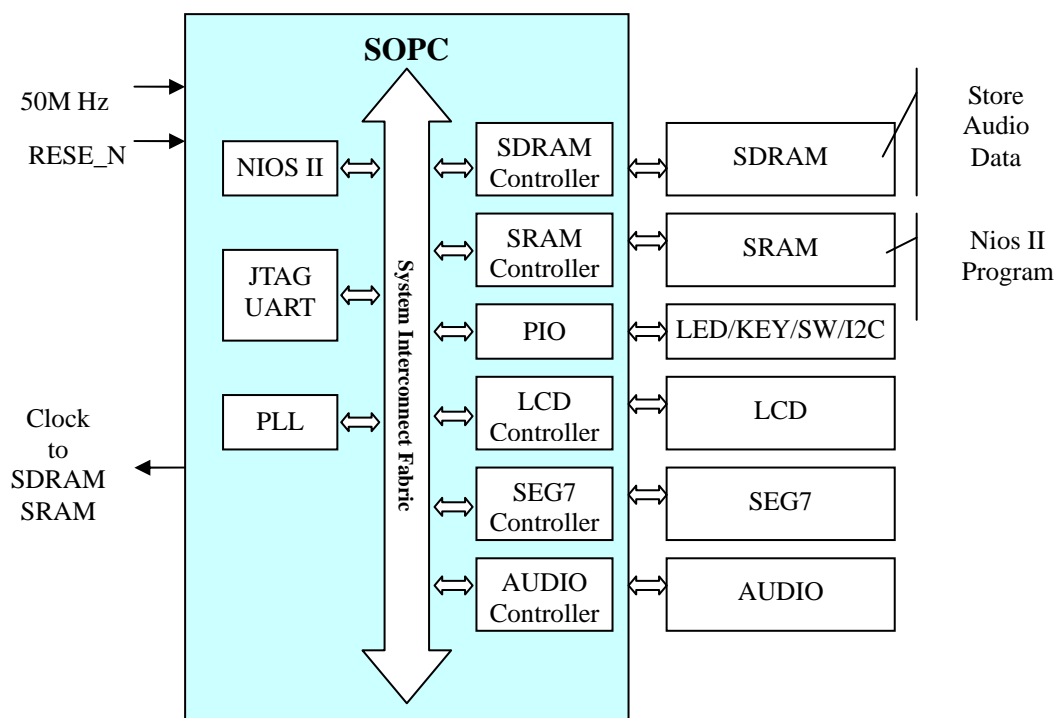 SOPC
50M Hz
RESE_N
Clock
to
SDRAM
SRAM
NIOS II
JTAG
UART
PLL
System Interconnect Fabric
SDRAM
Controller
SRAM
Controller
PIO
LCD
Controller
SEG7
Controller
AUDIO
Controller
SDRAM
SRAM
LED/KEY/SW/I2C
LCD
SEG7
AUDIO
Store
Audio
Data
Nios II
Program